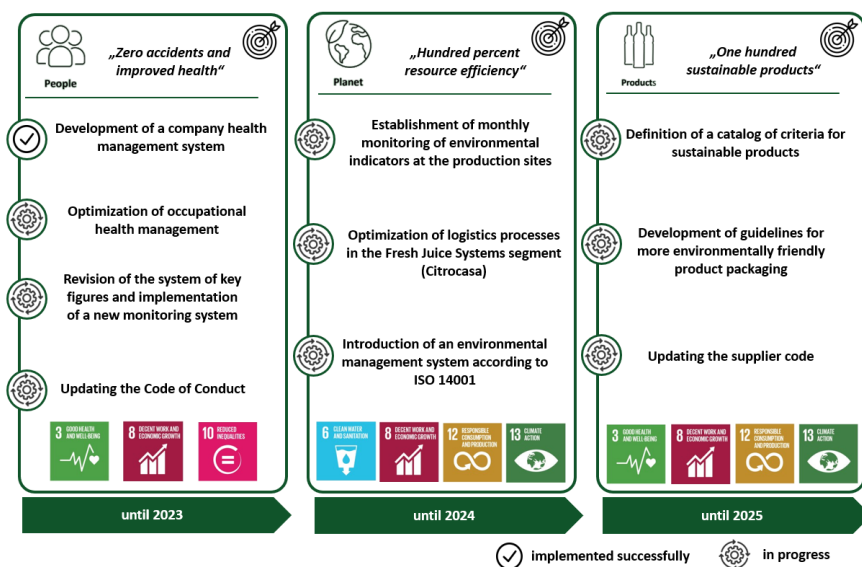 People
„Zero accidents and
improved health“
Development of a company health
management system
Optimization of occupational
health management
Revision of the system of key
figures and implementation
of a new monitoring system
Updating the Code of Conduct
3 GOOD HEALTH
AND WELL-BEING
8 DECENT WORK AND
ECONOMIC GROWTH
10 REDUCED
INEQUALITIES
until 2023
Planet
„Hundred percent
resource efficiency“
Establishment of monthly
monitoring of environmental
indicators at the production sites
Optimization of logistics processes
in the Fresh Juice Systems segment
(Citrocasa)
Introduction of an environmental
management system according to
ISO 14001
6 CLEAN WATER
AND SANITATION
8 DECENT WORK AND
ECONOMIC GROWTH
12 RESPONSIBLE
CONSUMPTION
AND PRODUCTION
13 CLIMATE
ACTION
until 2024
Products
„One hundred
sustainable products“
Definition of a catalog of criteria for
sustainable products
Development of guidelines for
more environmentally friendly
product packaging
Updating the supplier code
3 GOOD HEALTH
AND WELL-BEING
8 DECENT WORK AND
ECONOMIC GROWTH
12 RESPONSIBLE
CONSUMPTION
AND PRODUCTION
13 CLIMATE
ACTION
until 2025
implemented successfully
in progress